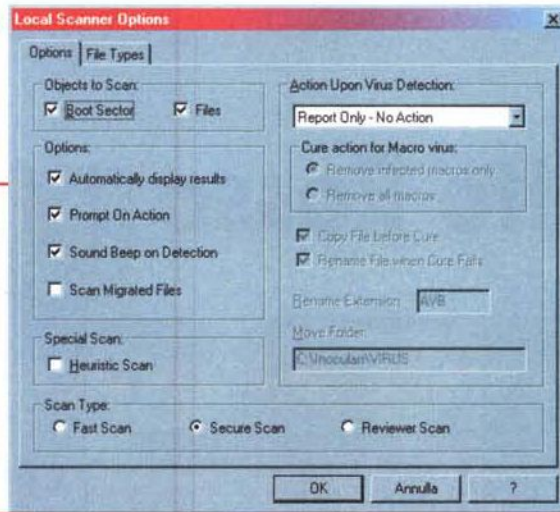 Local Scanner Options
Options
File Types
Objects to Scan:
Boot Sector
Files
Options:
Automatically display results
Prompt On Action
Sound Beep on Detection
Scan Migrated Files
Special Scan:
Heuristic Scan
Action Upon Virus Detection:
Report Only - No Action
Cure action for Macro virus:
Remove infected macros only
Remove all macros
Copy File before Cure
Rename File when Cure Fails
Rename Extension:
AVB
Move Folder:
C:\Inoculan\VIRUS
Scan Type:
Fast Scan
Secure Scan
Reviewer Scan
OK
Annulla
?